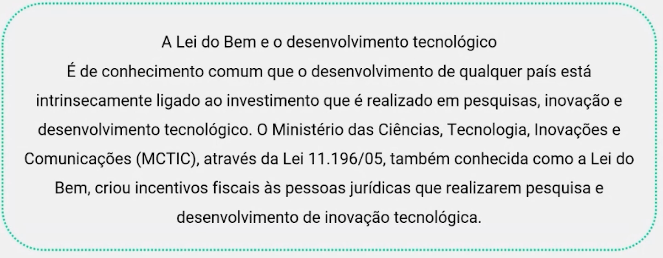 A Lei do Bem e o desenvolvimento tecnológico
É de conhecimento comum que o desenvolvimento de qualquer país está
intrinsecamente ligado ao investimento que é realizado em pesquisas, inovação e
desenvolvimento tecnológico. O Ministério das Ciências, Tecnologia, Inovações e
Comunicações (MCTIC), através da Lei 11.196/05, também conhecida como a Lei do
Bem, criou incentivos fiscais às pessoas jurídicas que realizarem pesquisa e
desenvolvimento de inovação tecnológica.